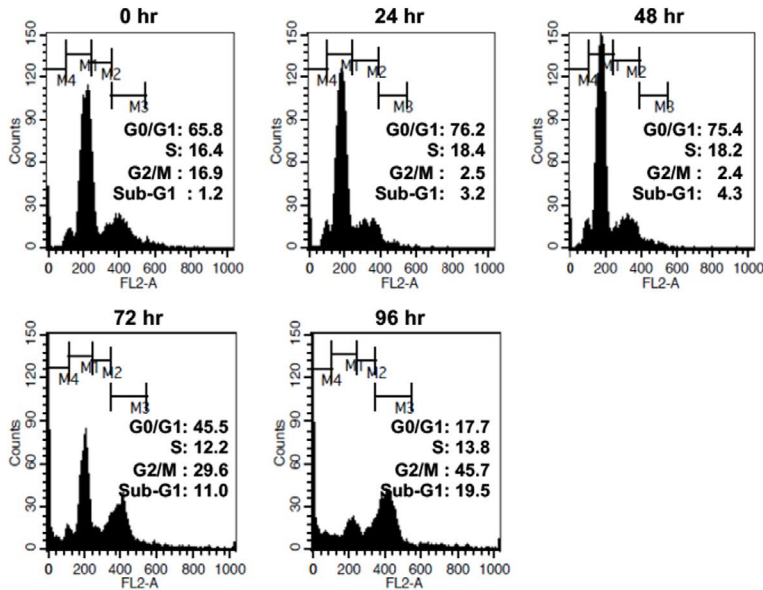 0 hr
24 hr
48 hr
150
120
90
60
30
0
Counts
M4
M1
M2
M3
G0/G1: 65.8
S: 16.4
G2/M : 16.9
Sub-G1 : 1.2
0 200 400 600 800 1000
FL2-A
150
120
90
60
30
0
Counts
M4
M1
M2
M3
G0/G1: 76.2
S: 18.4
G2/M : 2.5
Sub-G1: 3.2
0 200 400 600 800 1000
FL2-A
150
120
90
60
30
0
Counts
M4
M1
M2
M3
G0/G1: 75.4
S: 18.2
G2/M : 2.4
Sub-G1: 4.3
0 200 400 600 800 1000
FL2-A
72 hr
96 hr
150
120
90
60
30
0
Counts
M4
M1
M2
M3
G0/G1: 45.5
S: 12.2
G2/M : 29.6
Sub-G1: 11.0
0 200 400 600 800 1000
FL2-A
150
120
90
60
30
0
Counts
M4
M1
M2
M3
G0/G1: 17.7
S: 13.8
G2/M : 45.7
Sub-G1: 19.5
0 200 400 600 800 1000
FL2-A